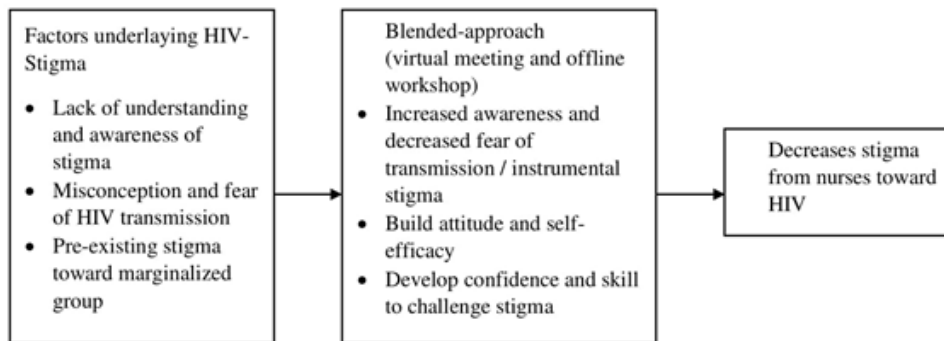 Factors underlaying HIV-
Stigma
• Lack of understanding
and awareness of
stigma
• Misconception and fear
of HIV transmission
• Pre-existing stigma
toward marginalized
group
Blended-approach
(virtual meeting and offline
workshop)
• Increased awareness and
decreased fear of
transmission / instrumental
stigma
• Build attitude and self-
efficacy
• Develop confidence and skill
to challenge stigma
Decreases stigma
from nurses toward
HIV